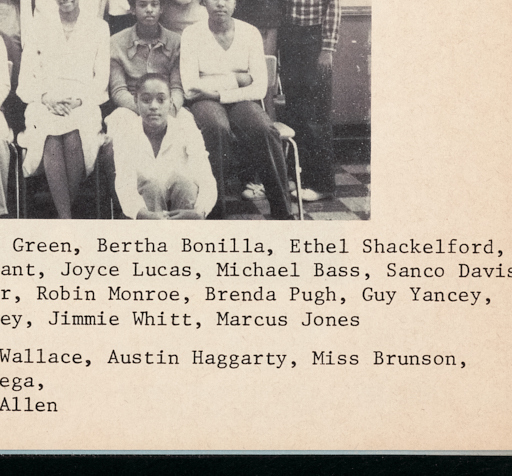 Green, Bertha Bonilla, Ethel Shackelford,
ant, Joyce Lucas, Michael Bass, Sanco Davis
r, Robin Monroe, Brenda Pugh, Guy Yancey,
ey, Jimmie Whitt, Marcus Jones
Wallace, Austin Haggarty, Miss Brunson,
ega,
Allen